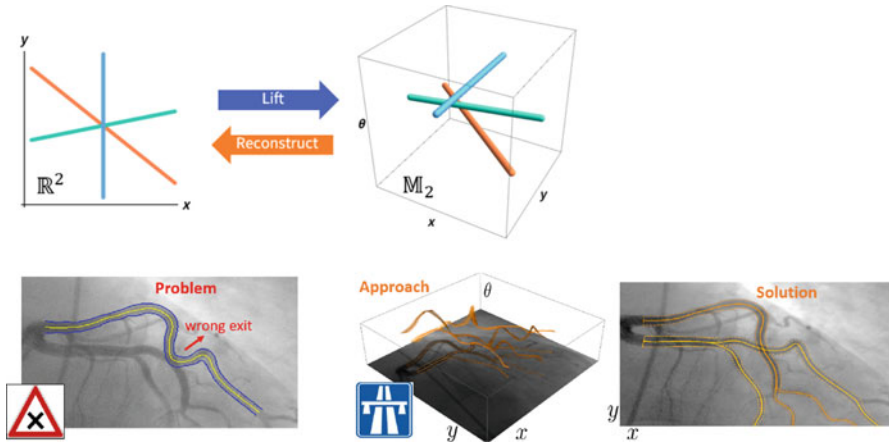 y
Lift
Reconstruct
θ
ℝ²
x
𝕄₂
x
y
Problem
wrong exit
Approach
θ
Solution
y
x
y
x